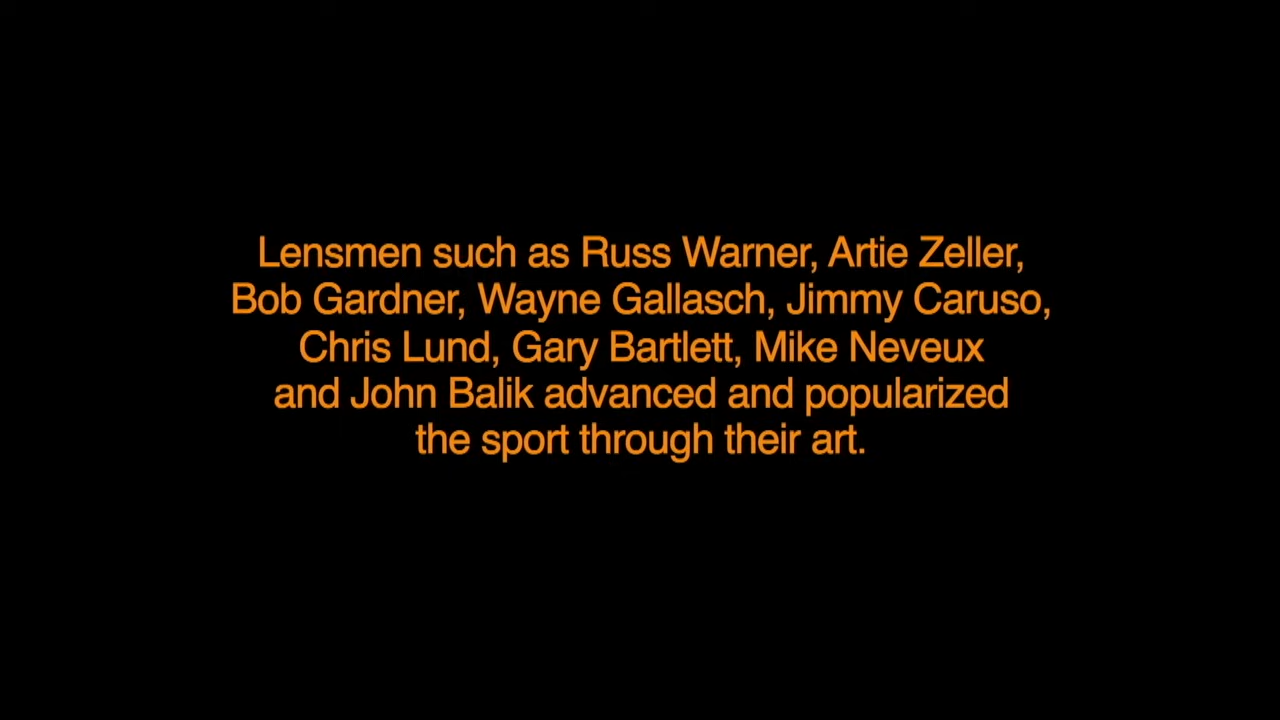 Lensmen such as Russ Warner, Artie Zeller,
Bob Gardner, Wayne Gallasch, Jimmy Caruso,
Chris Lund, Gary Bartlett, Mike Neveux
and John Balik advanced and popularized
the sport through their art.